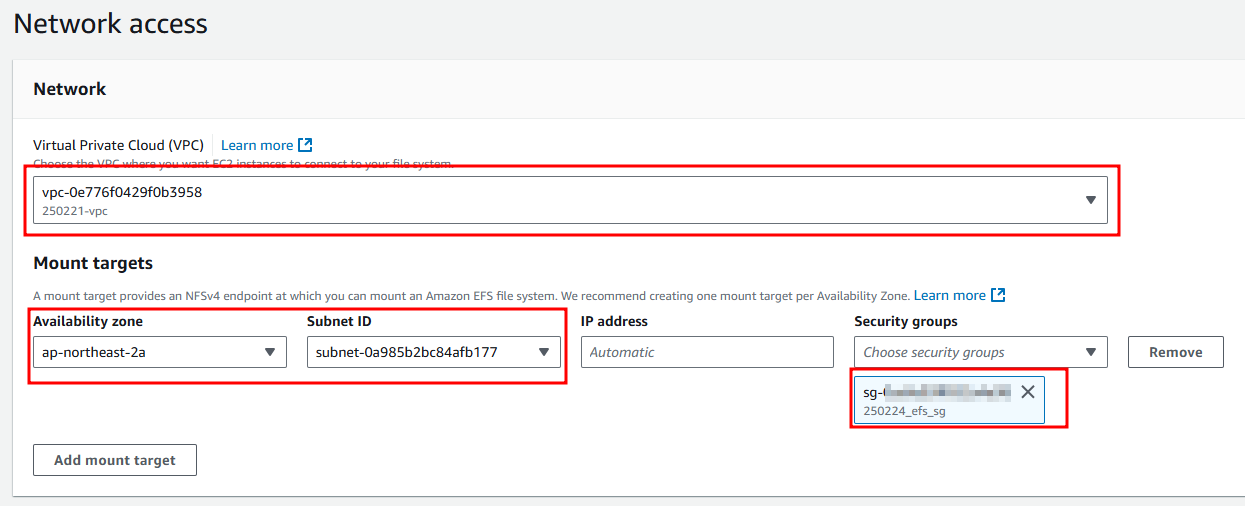 Network access
Network
Virtual Private Cloud (VPC) Learn more
Choose the VPC where you want EC2 instances to connect to your file system.
vpc-0e776f0429f0b3958
250221-vpc
Mount targets
A mount target provides an NFSv4 endpoint at which you can mount an Amazon EFS file system. We recommend creating one mount target per Availability Zone. Learn more
Availability zone Subnet ID IP address Security groups
ap-northeast-2a subnet-0a985b2bc84afb177 Automatic Choose security groups Remove
sg-
250224_efs_sg
Add mount target